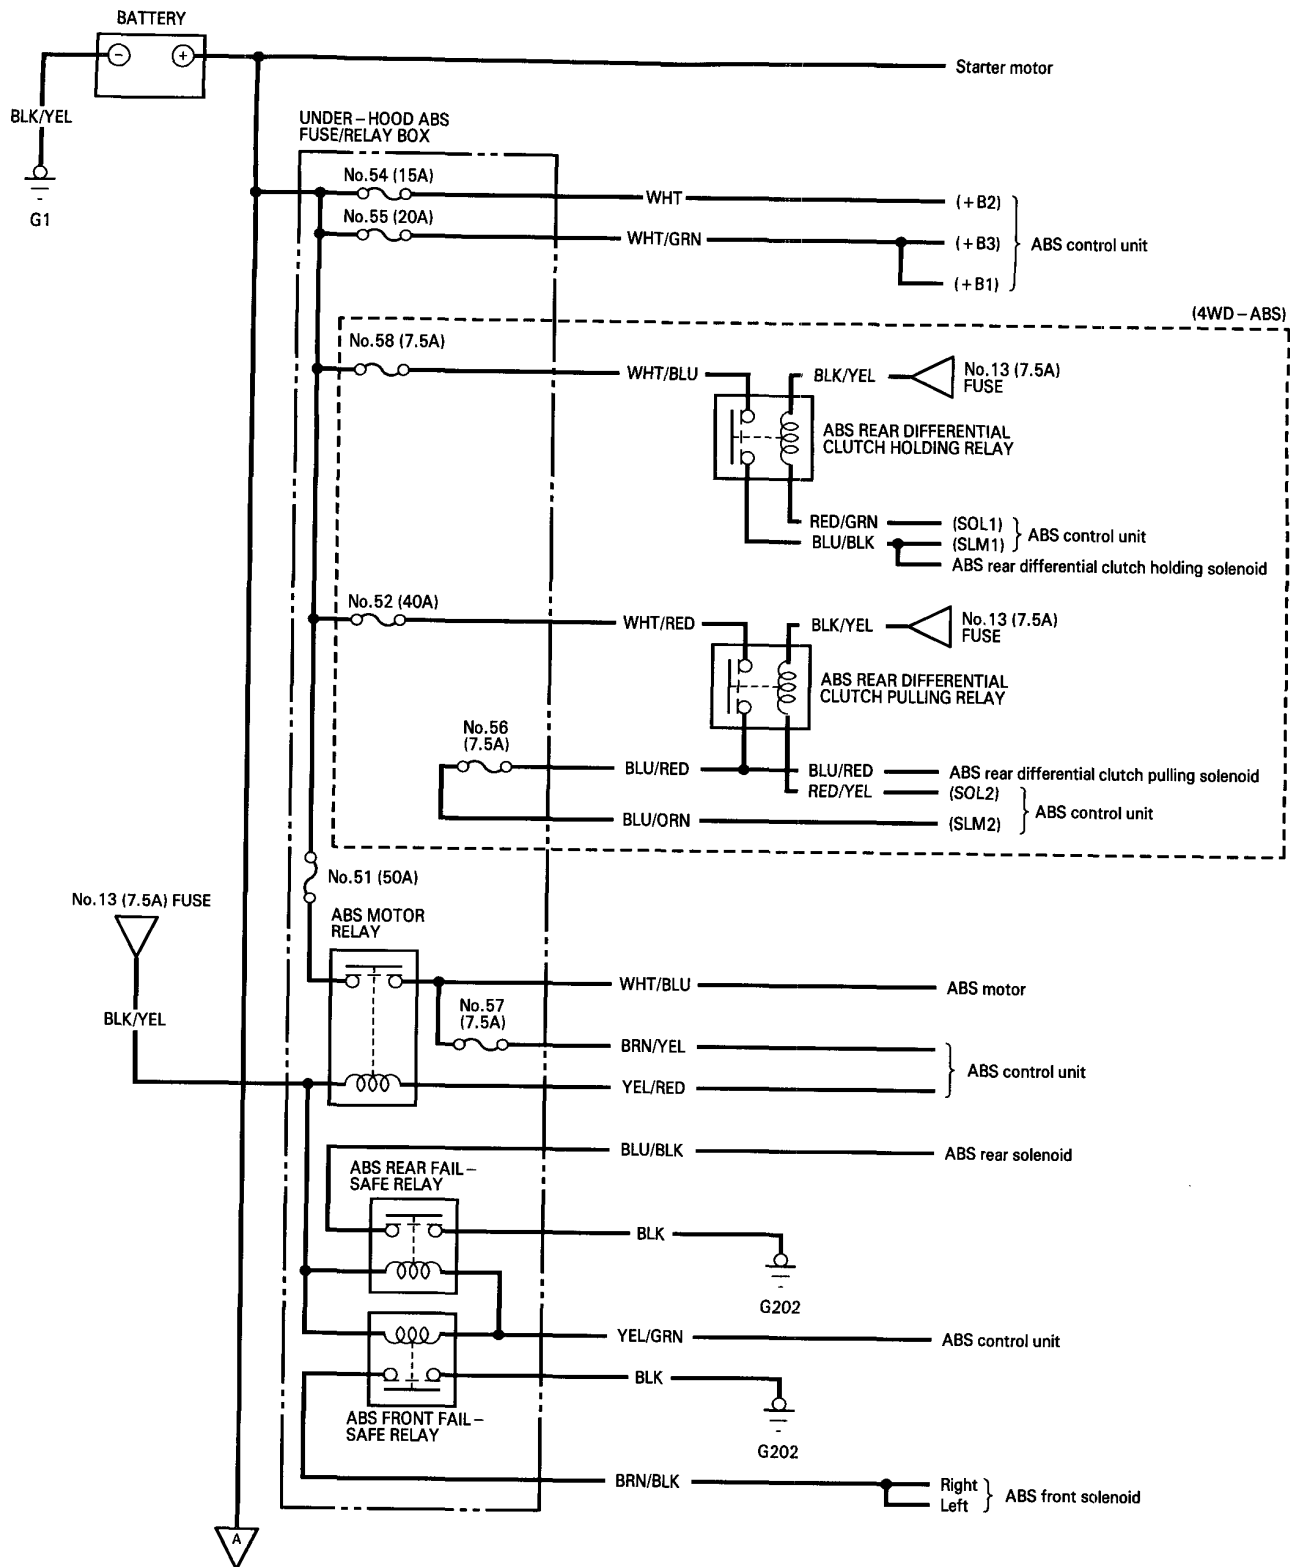 BATTERY
Starter motor
BLK/YEL
G1
UNDER-HOOD ABS
FUSE/RELAY BOX
No.54 (15A)
WHT
(+B2)
No.55 (20A)
WHT/GRN
(+B3)
ABS control unit
(+B1)
(4WD-ABS)
No.58 (7.5A)
WHT/BLU
BLK/YEL
No.13 (7.5A)
FUSE
ABS REAR DIFFERENTIAL
CLUTCH HOLDING RELAY
RED/GRN
(SOL1)
BLU/BLK
(SLM1)
ABS control unit
ABS rear differential clutch holding solenoid
No.52 (40A)
WHT/RED
BLK/YEL
No.13 (7.5A)
FUSE
ABS REAR DIFFERENTIAL
CLUTCH PULLING RELAY
No.56
(7.5A)
BLU/RED
BLU/RED
ABS rear differential clutch pulling solenoid
RED/YEL
(SOL2)
ABS control unit
BLU/ORN
(SLM2)
No.51 (50A)
No.13 (7.5A) FUSE
BLK/YEL
ABS MOTOR
RELAY
WHT/BLU
ABS motor
No.57
(7.5A)
BRN/YEL
ABS control unit
YEL/RED
BLU/BLK
ABS rear solenoid
ABS REAR FAIL-
SAFE RELAY
BLK
G202
YEL/GRN
ABS control unit
BLK
G202
ABS FRONT FAIL-
SAFE RELAY
BRN/BLK
Right
Left
ABS front solenoid
A